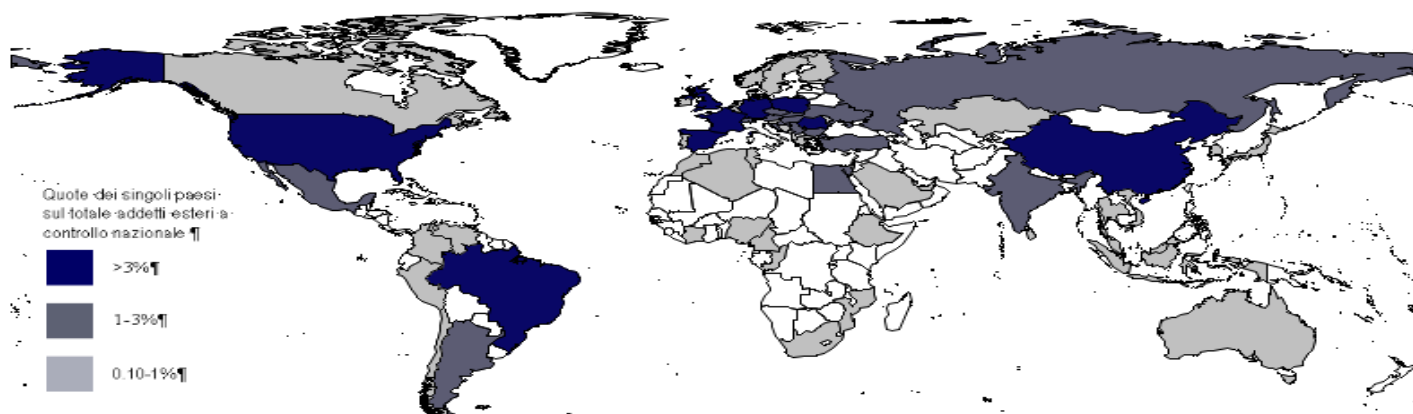 Quote·dei·singoli·paesi·
sul·totale·addetti·esteri·a·
controllo·nazionale·¶
>3%¶
1-3%¶
0.10-1%¶